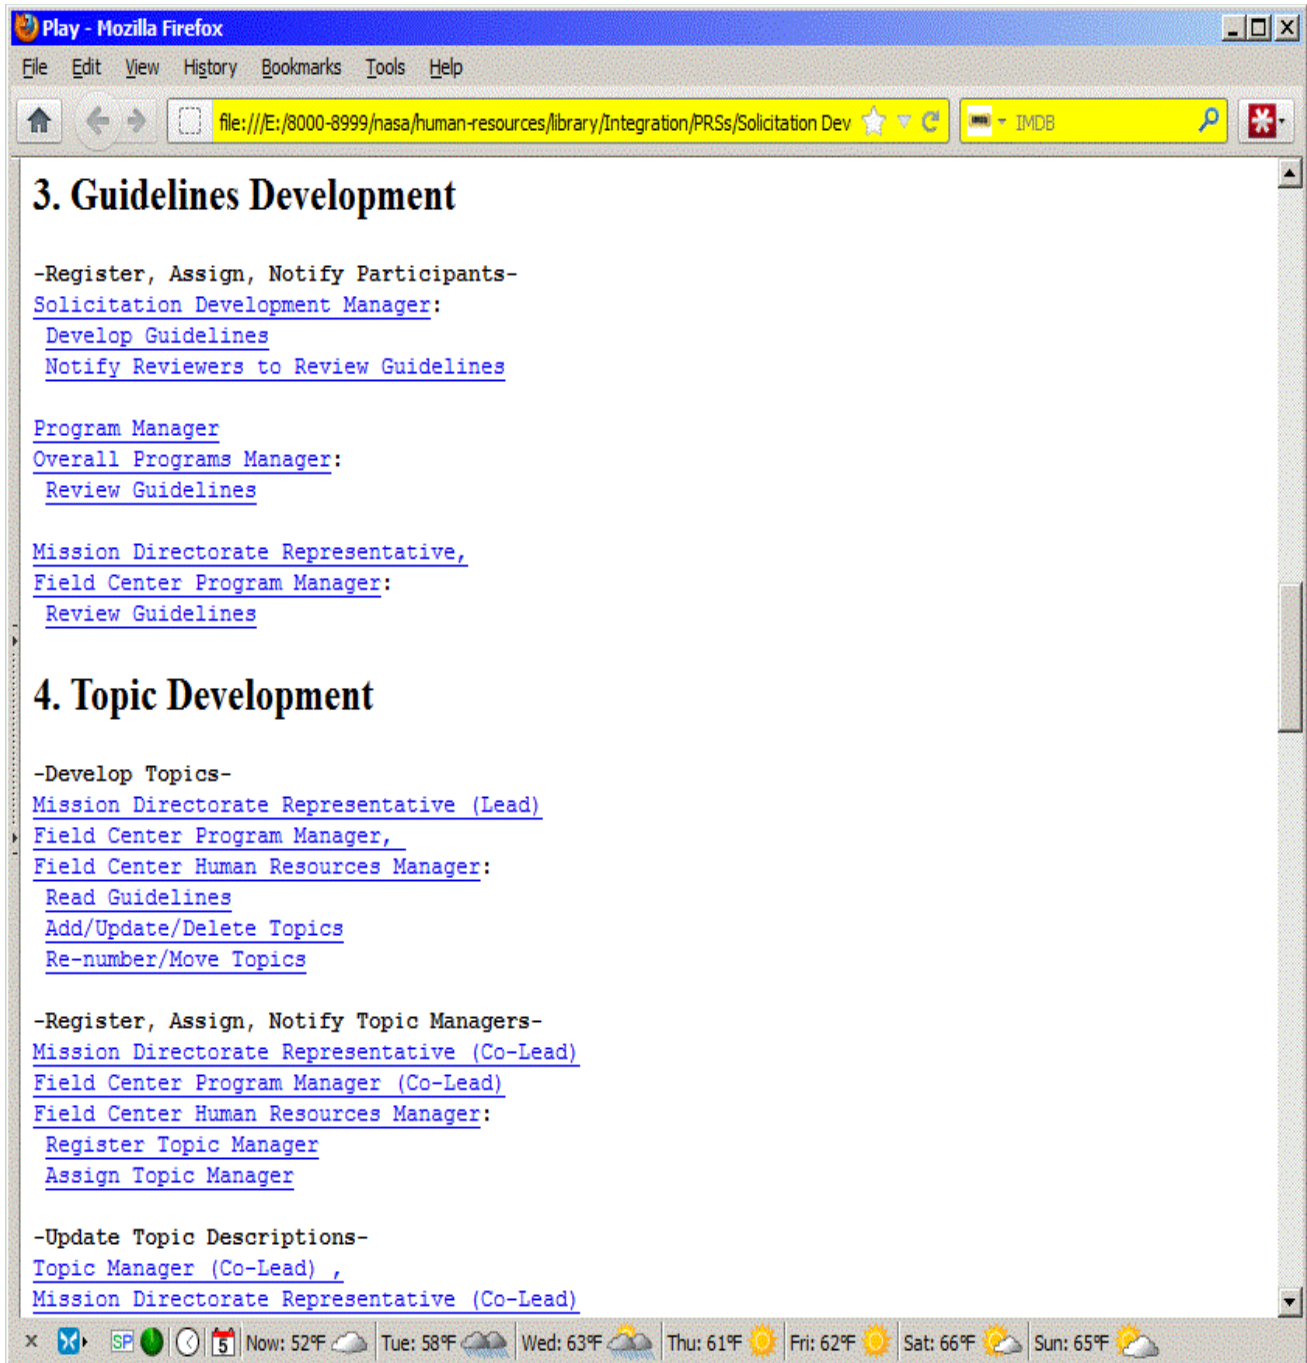 Play - Mozilla Firefox
File Edit View History Bookmarks Tools Help
file:///E:/8000-8999/nasa/human-resources/library/Integration/PRSs/Solicitation Dev IMDB
3. Guidelines Development
-Register, Assign, Notify Participants-
Solicitation Development Manager:
Develop Guidelines
Notify Reviewers to Review Guidelines
Program Manager
Overall Programs Manager:
Review Guidelines
Mission Directorate Representative,
Field Center Program Manager:
Review Guidelines
4. Topic Development
-Develop Topics-
Mission Directorate Representative (Lead)
Field Center Program Manager,
Field Center Human Resources Manager:
Read Guidelines
Add/Update/Delete Topics
Re-number/Move Topics
-Register, Assign, Notify Topic Managers-
Mission Directorate Representative (Co-Lead)
Field Center Program Manager (Co-Lead)
Field Center Human Resources Manager:
Register Topic Manager
Assign Topic Manager
-Update Topic Descriptions-
Topic Manager (Co-Lead) ,
Mission Directorate Representative (Co-Lead)
SP 5 Now: 52°F Tue: 58°F Wed: 63°F Thu: 61°F Fri: 62°F Sat: 66°F Sun: 65°F